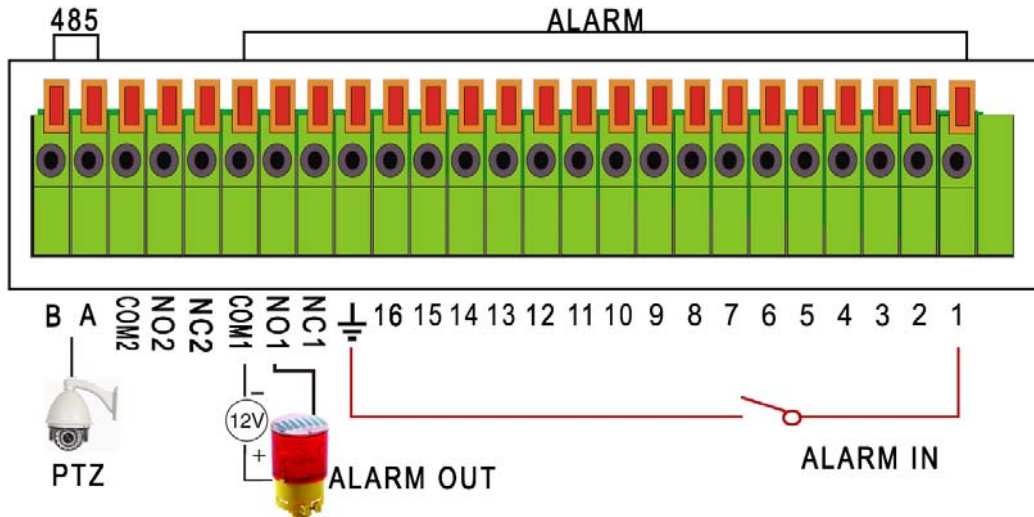 485 ALARM
B A COM2 NO2 NC2 COM1 NO1 NC1 16 15 14 13 12 11 10 9 8 7 6 5 4 3 2 1
−
12V
+
PTZ
ALARM OUT
ALARM IN